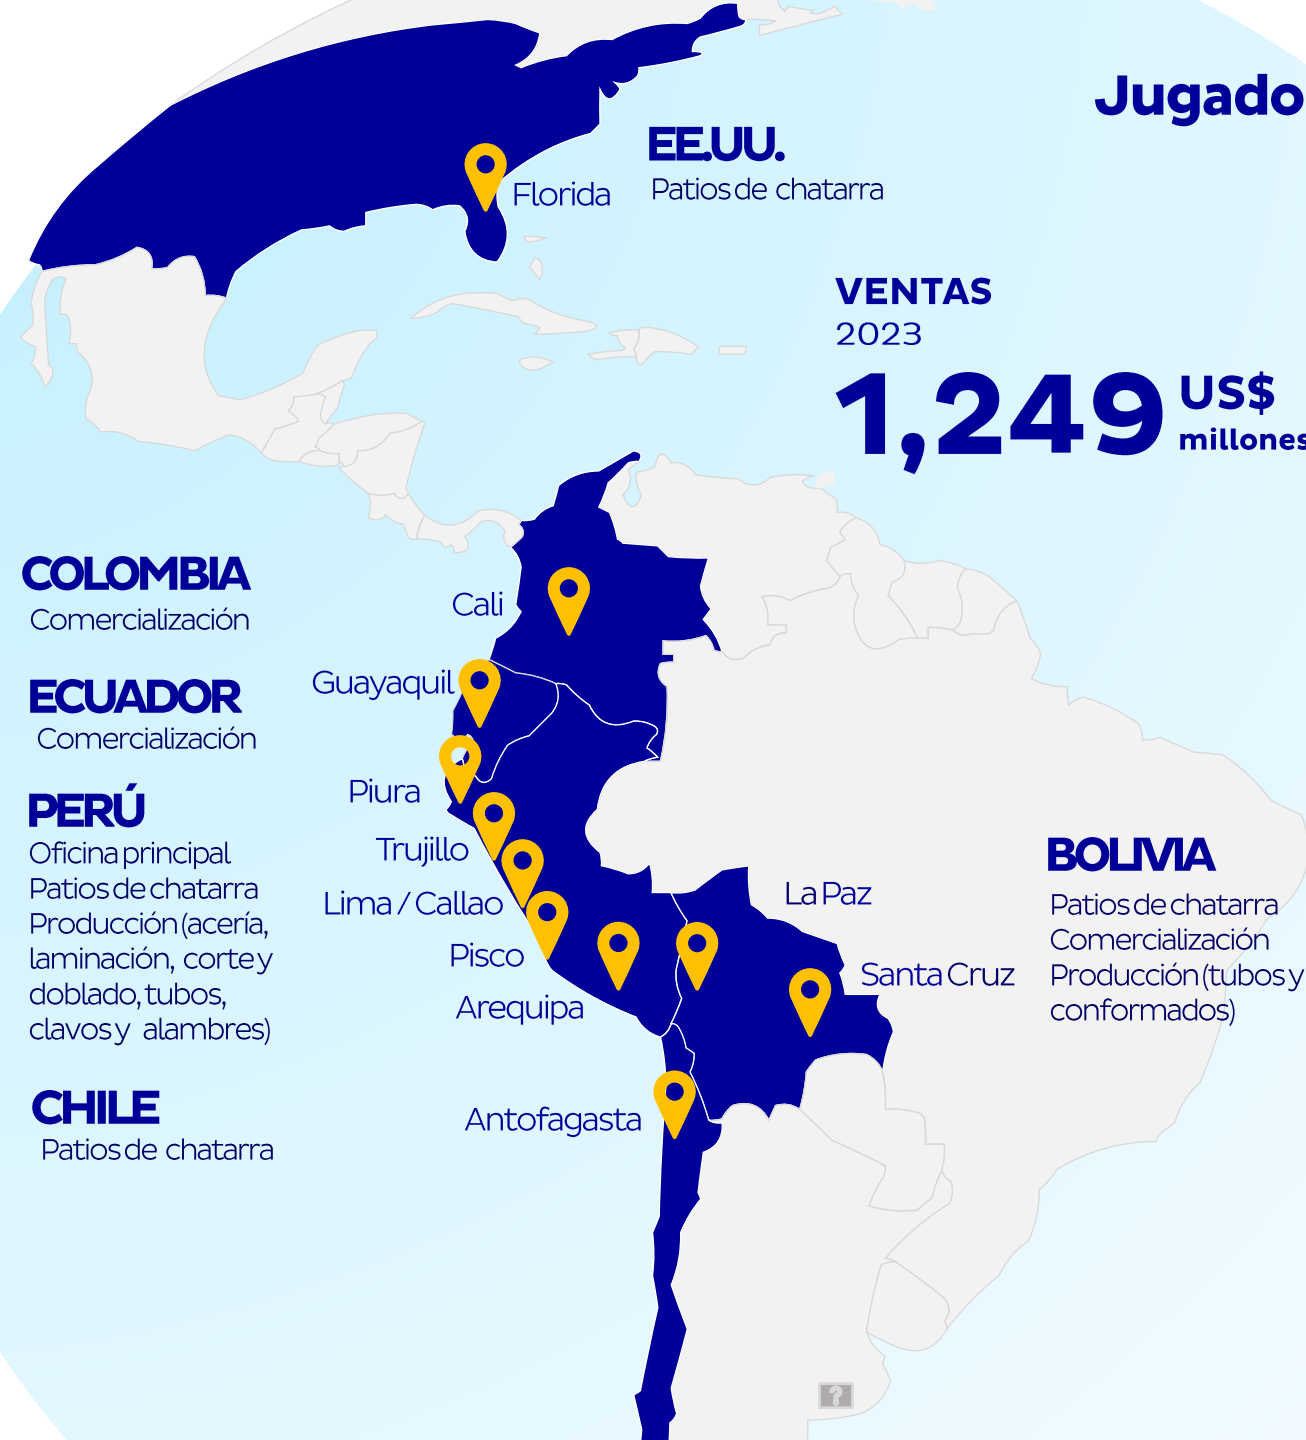 Jugado
EE.UU.
Patios de chatarra
Florida
VENTAS
2023
1,249 US$
millones
COLOMBIA
Comercialización
Cali
ECUADOR
Comercialización
Guayaquil
PERÚ
Oficina principal
Patios de chatarra
Producción (acería,
laminación, corte y
doblado, tubos,
clavos y alambres)
Piura
Trujillo
Lima / Callao
Pisco
Arequipa
La Paz
Santa Cruz
BOLIVIA
Patios de chatarra
Comercialización
Producción (tubos y
conformados)
CHILE
Patios de chatarra
Antofagasta
?